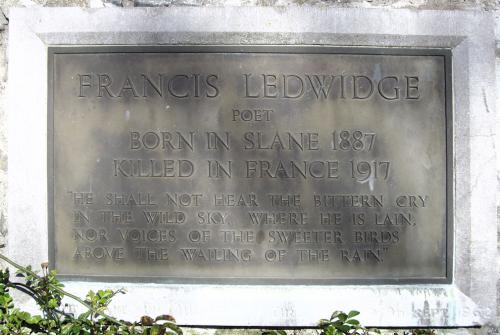 FRANCIS LEDWIDGE
POET
BORN IN SLANE 1887
KILLED IN FRANCE 1917
"HE SHALL NOT HEAR THE BITTERN CRY
IN THE WILD SKY, WHERE HE IS LAIN,
NOR VOICES OF THE SWEETER BIRDS
ABOVE THE WAILING OF THE RAIN."